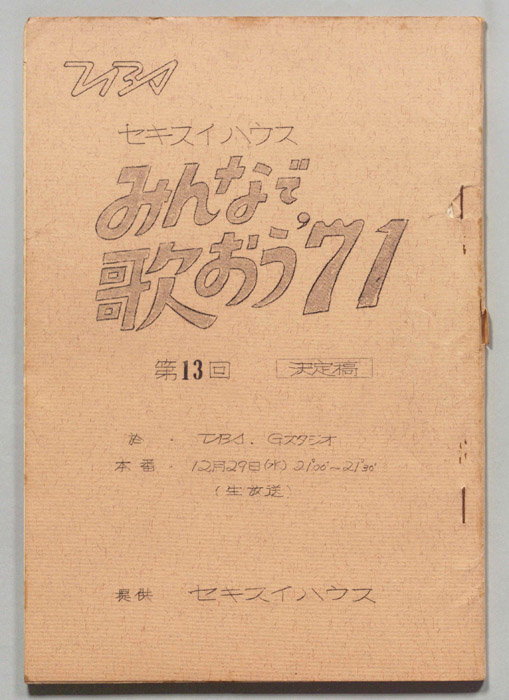 TBS
セキスイハウス
みんなで
歌おう'71
第13回 決定稿
於 . TBS. Gスタジオ
本番. 12月29日(水) 21°00'〜21°30'
(生放送)
提供 セキスイハウス